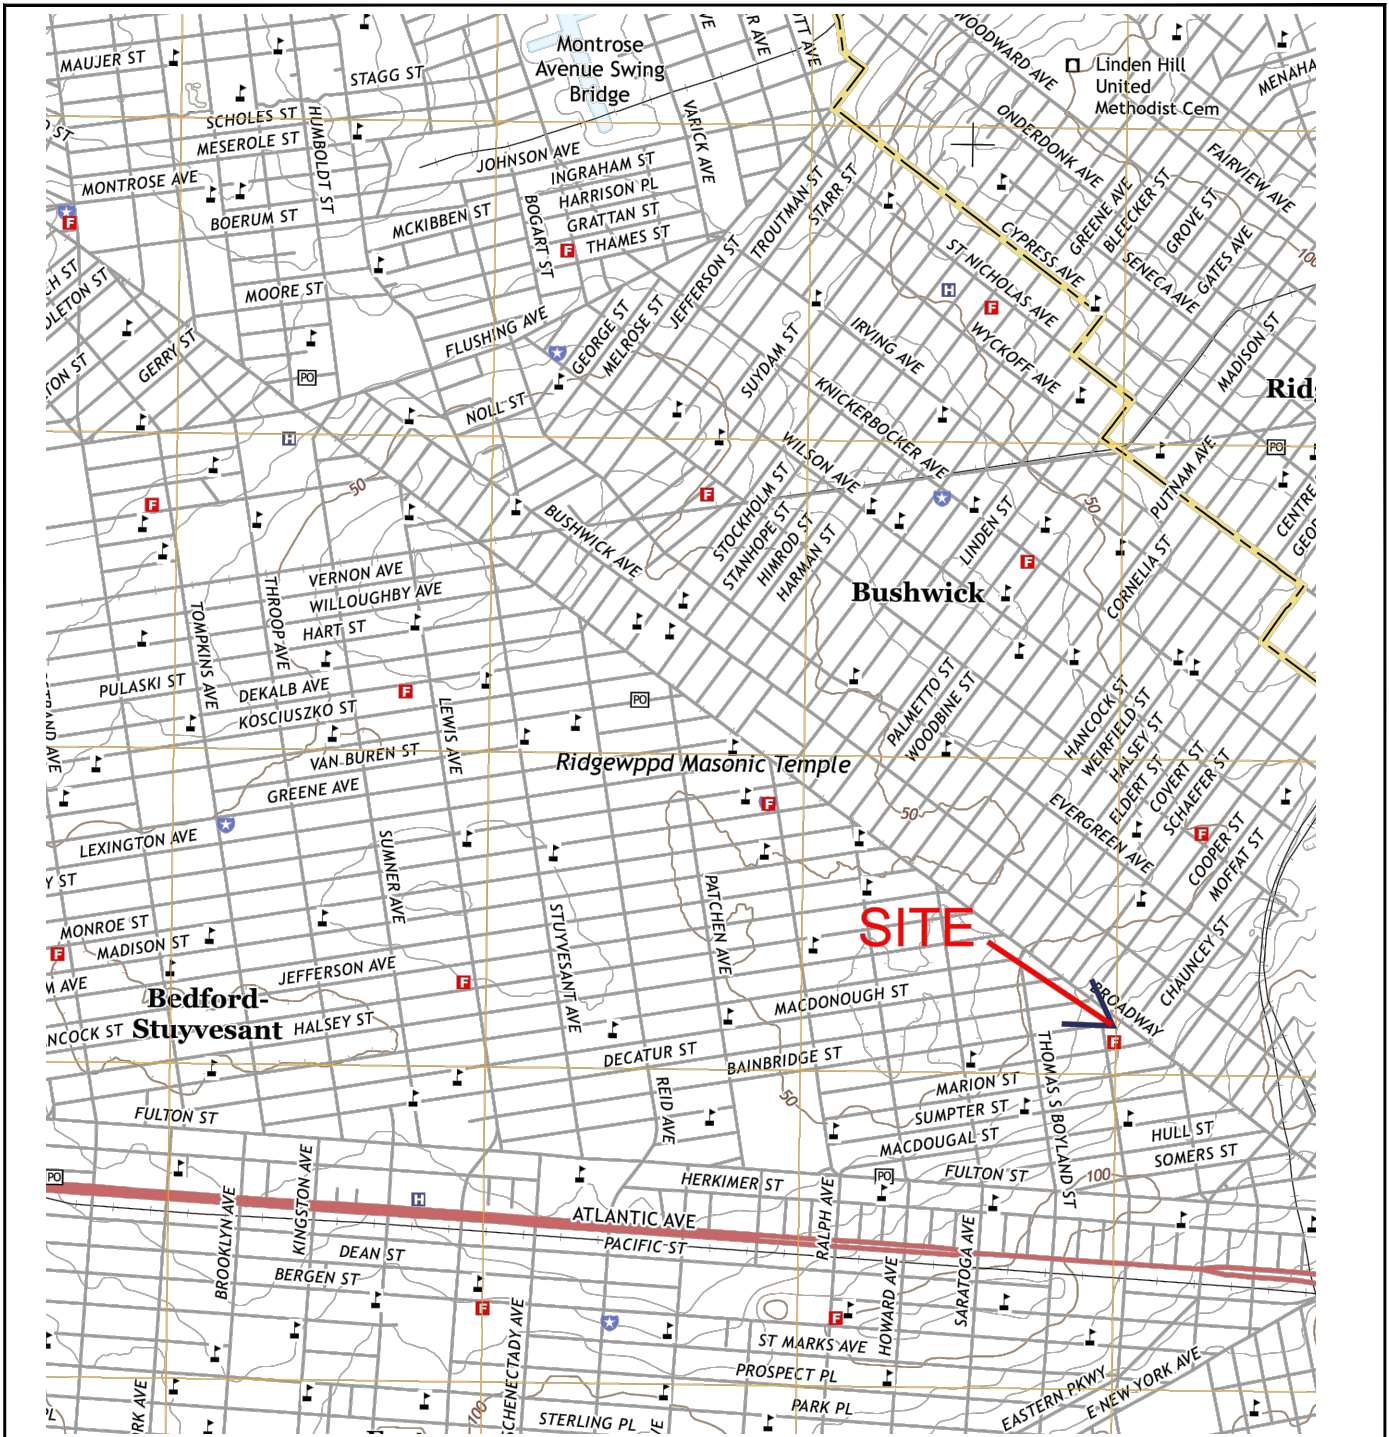 WOODWARD AVE
Linden Hill
United
Methodist Cem
Montrose
Avenue Swing
Bridge
MAUJER ST
STAGG ST
SCHOLES ST
MESEROLE ST
HUMBOLDT ST
VARICK AVE
JOHNSON AVE
INGRAHAM ST
HARRISON PL
GRATTAN ST
THAMES ST
MONTROSE AVE
BOERUM ST
MCKIBBEN ST
BOGART ST
TROUTMAN ST
STARR ST
ONDERDONK AVE
FAIRVIEW AVE
GREENE AVE
BLEECKER ST
GROVE ST
GATES AVE
CYPRESS AVE
SENECA AVE
ST NICHOLAS AVE
100
MOORE ST
FLUSHING AVE
GEORGE ST
MELROSE ST
JEFFERSON ST
H
WYCKOFF AVE
IRVING AVE
SUYDAM ST
MADISON ST
GERRY ST
PO
NOLL ST
KNICKERBOCKER AVE
WILSON AVE
PUTNAM AVE
PO
H
50
50
BUSHWICK AVE
STOCKHOLM ST
STANHOPE ST
HIMROD ST
HARMAN ST
LINDEN ST
CORNELIA ST
Bushwick
VERNON AVE
WILLOUGHBY AVE
HART ST
THROOP AVE
TOMPKINS AVE
PULASKI ST
DEKALB AVE
KOSCIUSZKO ST
VAN BUREN ST
GREENE AVE
LEWIS AVE
PO
Ridgewppd Masonic Temple
PALMETTO ST
WOODBINE ST
HANCOCK ST
WEIRFIELD ST
HALSEY ST
ELDERT ST
COVERT ST
SCHAEFER ST
EVERGREEN AVE
COOPER ST
MOFFAT ST
50
LEXINGTON AVE
SUMNER AVE
MONROE ST
MADISON ST
JEFFERSON AVE
Bedford-
Stuyvesant
HALSEY ST
STUYVESANT AVE
PATCHEN AVE
SITE
CHAUNCEY ST
BROADWAY
MACDONOUGH ST
DECATUR ST
BAINBRIDGE ST
THOMAS S BOYLAND ST
MARION ST
SUMPTER ST
MACDOUGAL ST
50
REID AVE
FULTON ST
HULL ST
SOMERS ST
100
PO
HERKIMER ST
PO
FULTON ST
H
ATLANTIC AVE
PACIFIC ST
BROOKLYN AVE
KINGSTON AVE
DEAN ST
BERGEN ST
RALPH AVE
HOWARD AVE
SARATOGA AVE
SCHENECTADY AVE
ST MARKS AVE
PROSPECT PL
PARK PL
STERLING PL
EASTERN PKWY
E NEW YORK AVE
100